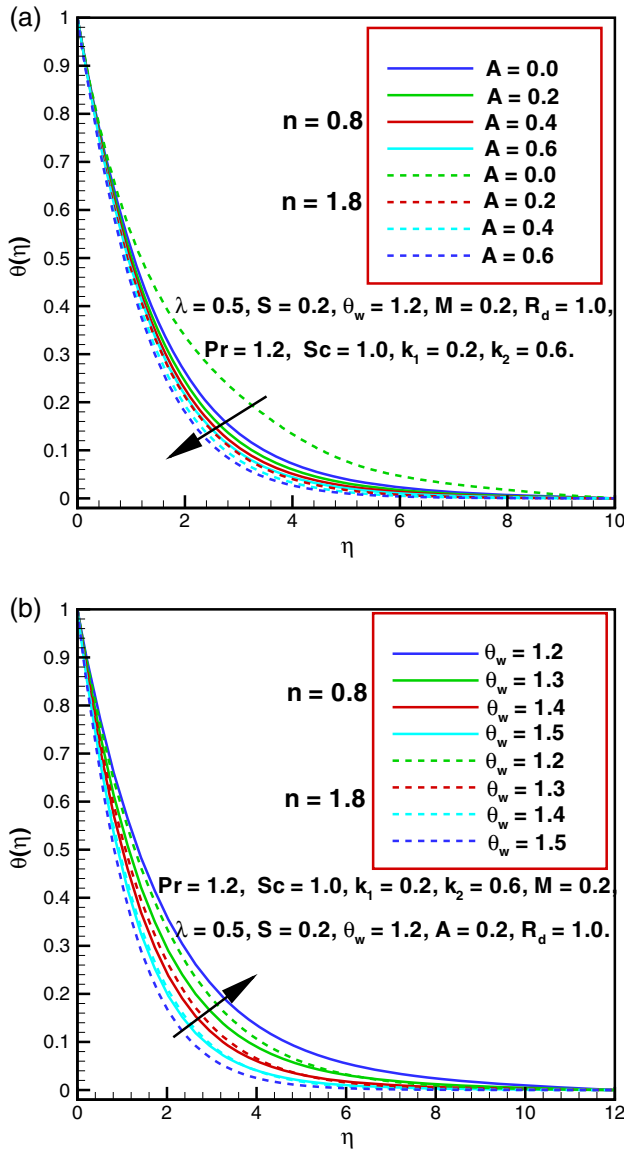 (a)
1
0.9
0.8
0.7
0.6
0.5
0.4
0.3
0.2
0.1
0
θ(η)
A = 0.0
A = 0.2
n = 0.8
A = 0.4
A = 0.6
A = 0.0
n = 1.8
A = 0.2
A = 0.4
A = 0.6
λ = 0.5, S = 0.2, θw = 1.2, M = 0.2, Rd = 1.0,
Pr = 1.2, Sc = 1.0, k1 = 0.2, k2 = 0.6.
0 2 4 6 8 10
η
(b)
1
0.9
0.8
0.7
0.6
0.5
0.4
0.3
0.2
0.1
0
θ(η)
θw = 1.2
θw = 1.3
n = 0.8
θw = 1.4
θw = 1.5
θw = 1.2
n = 1.8
θw = 1.3
θw = 1.4
θw = 1.5
Pr = 1.2, Sc = 1.0, k1 = 0.2, k2 = 0.6, M = 0.2,
λ = 0.5, S = 0.2, θw = 1.2, A = 0.2, Rd = 1.0.
0 2 4 6 8 10 12
η